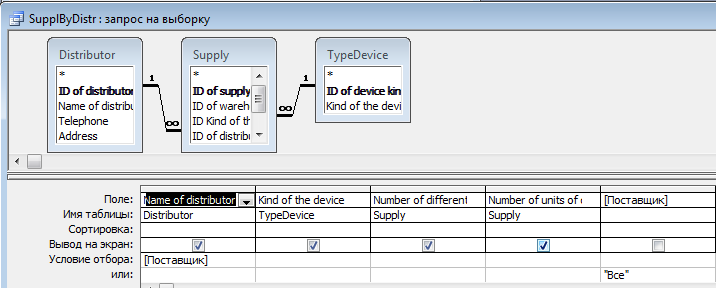 SupplByDistr : запрос на выборку
Distributor
*
ID of distributor
Name of distribu
Telephone
Address
Supply
*
ID of supply
ID of wareh
ID Kind of th
ID of distribu
TypeDevice
*
ID of device kin
Kind of the devi
1
∞
1
∞
Поле: Name of distributor Kind of the device Number of different Number of units of [Поставщик]
Имя таблицы: Distributor TypeDevice Supply Supply
Сортировка:
Вывод на экран:
Условие отбора: [Поставщик]
или: "Все"